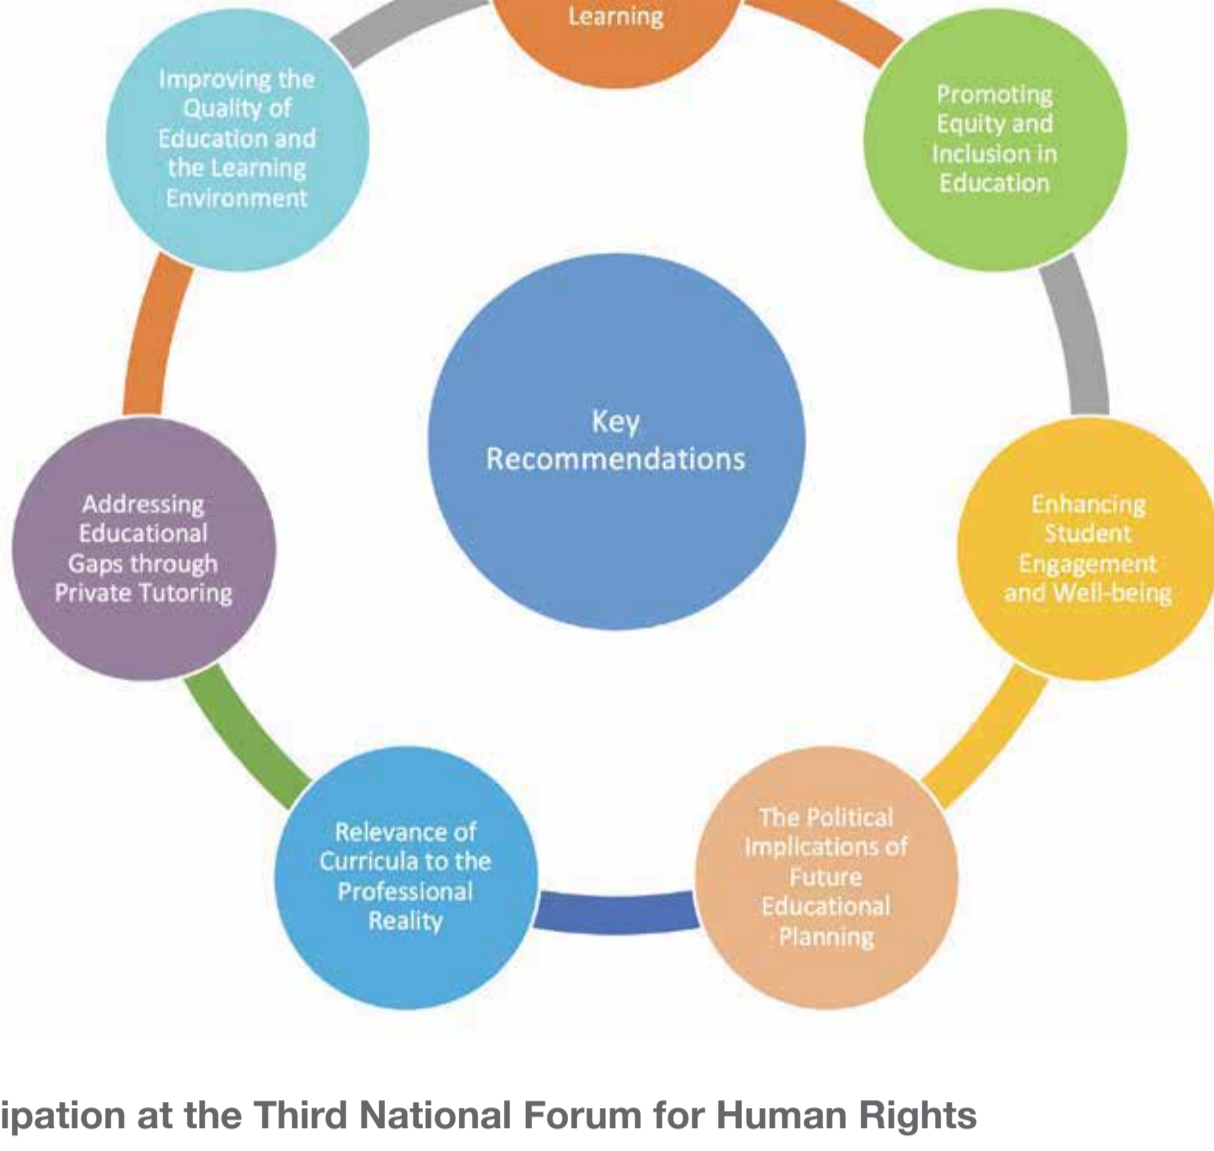 Learning
Improving the
Quality of
Education and
the Learning
Environment
Promoting
Equity and
Inclusion in
Education
Key
Recommendations
Addressing
Educational
Gaps through
Private Tutoring
Enhancing
Student
Engagement
and Well-being
Relevance of
Curricula to the
Professional
Reality
The Political
Implications of
Future
Educational
Planning
ipation at the Third National Forum for Human Rights